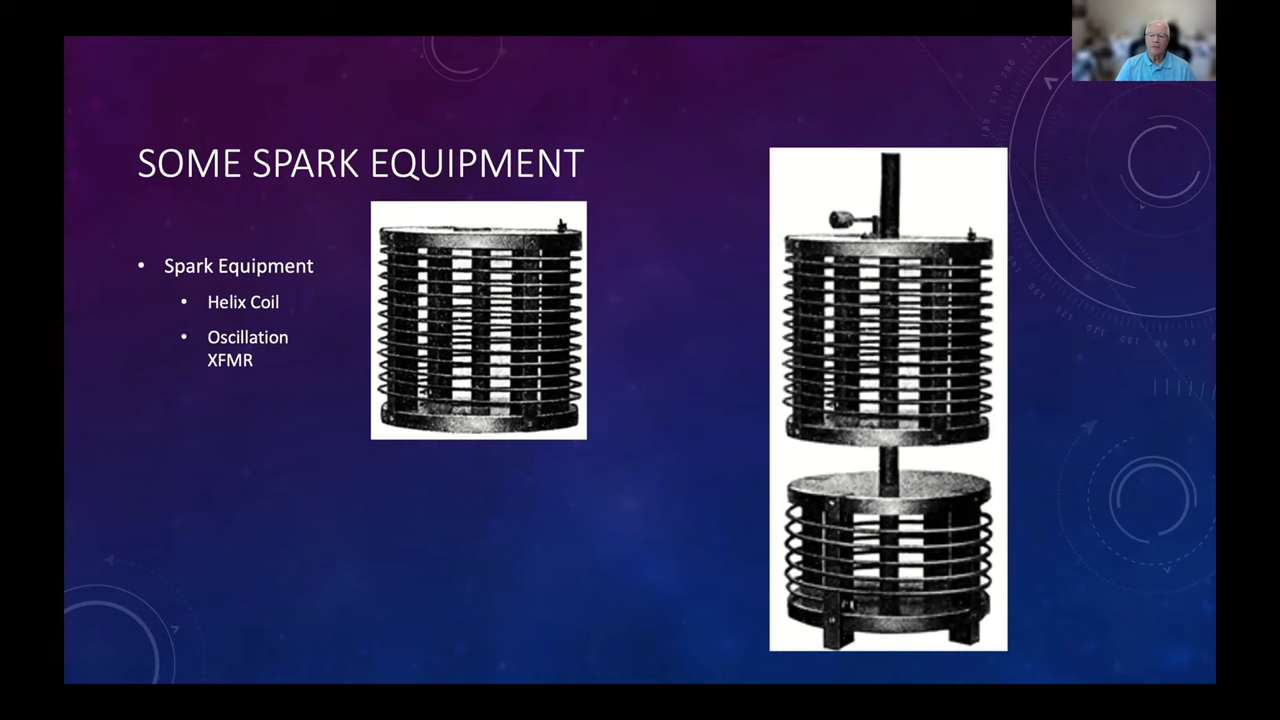 SOME SPARK EQUIPMENT
• Spark Equipment
• Helix Coil
• Oscillation
XFMR